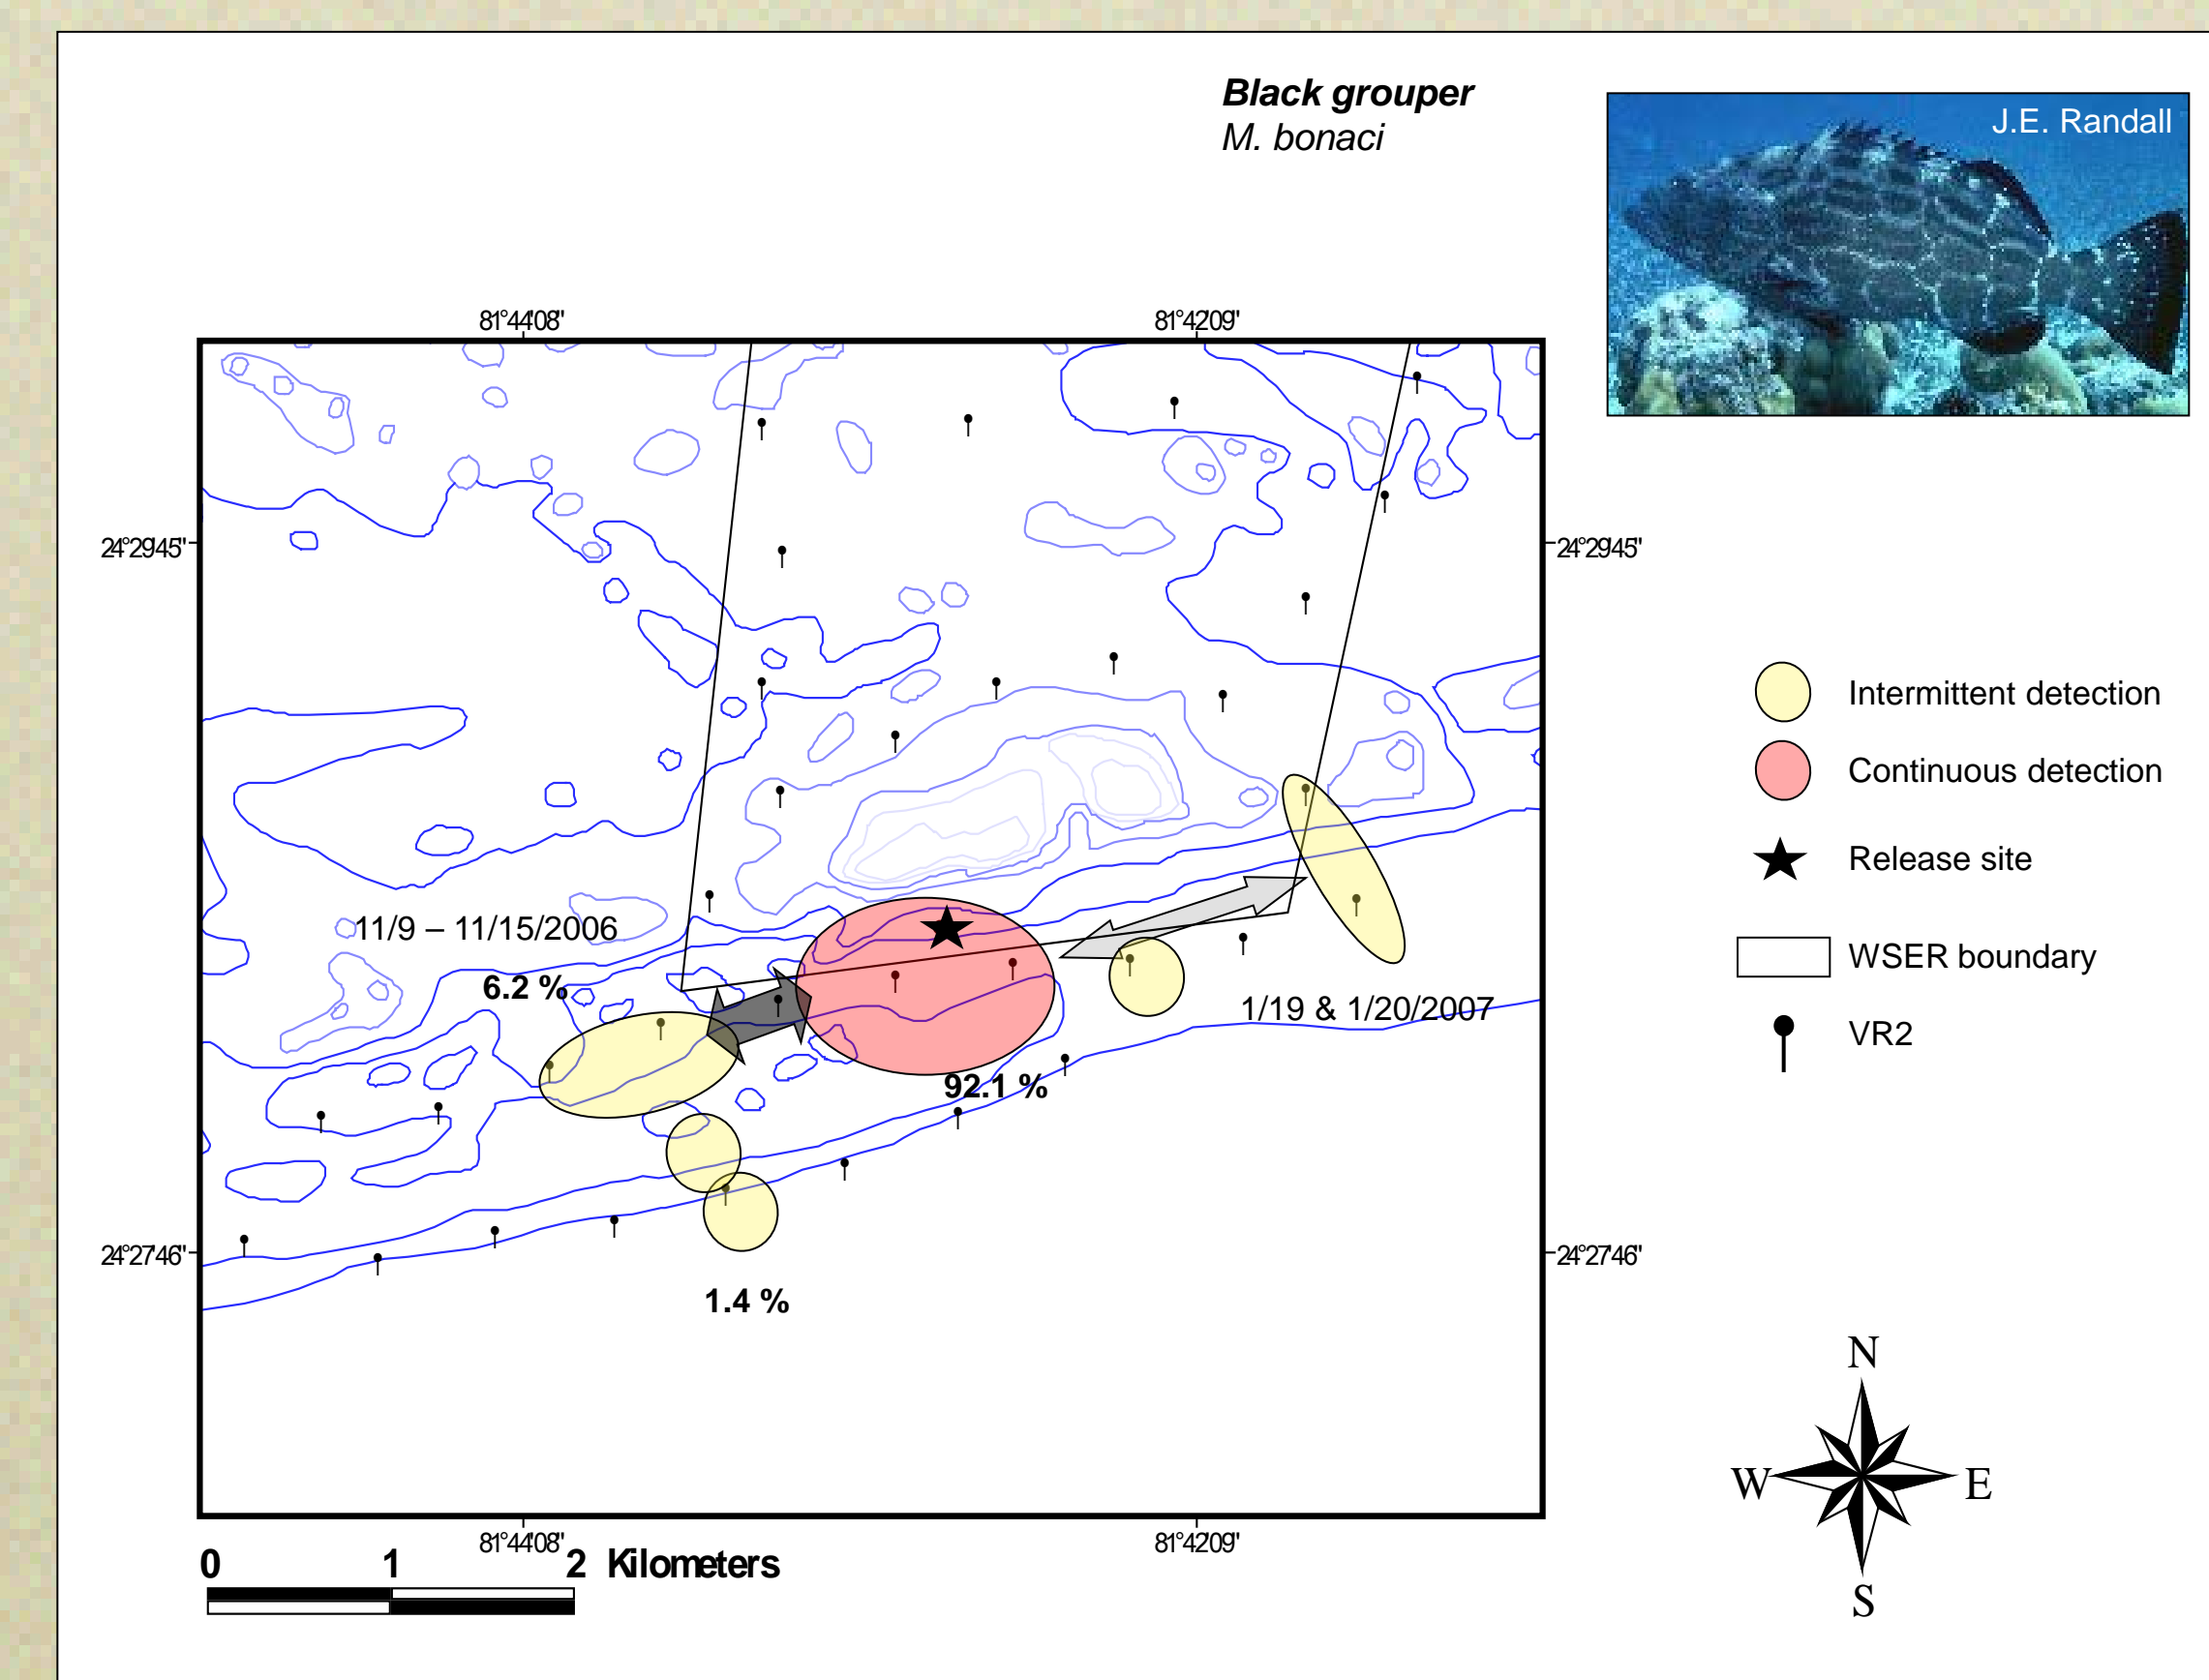 Black grouper
M. bonaci
J.E. Randall
81°44'08"
81°42'09"
24°29'45"
24°29'45"
Intermittent detection
Continuous detection
Release site
11/9 – 11/15/2006
WSER boundary
6.2 %
1/19 & 1/20/2007
VR2
92.1 %
24°27'46"
24°27'46"
1.4 %
N
W
E
S
81°44'08"
81°42'09"
0 1 2 Kilometers